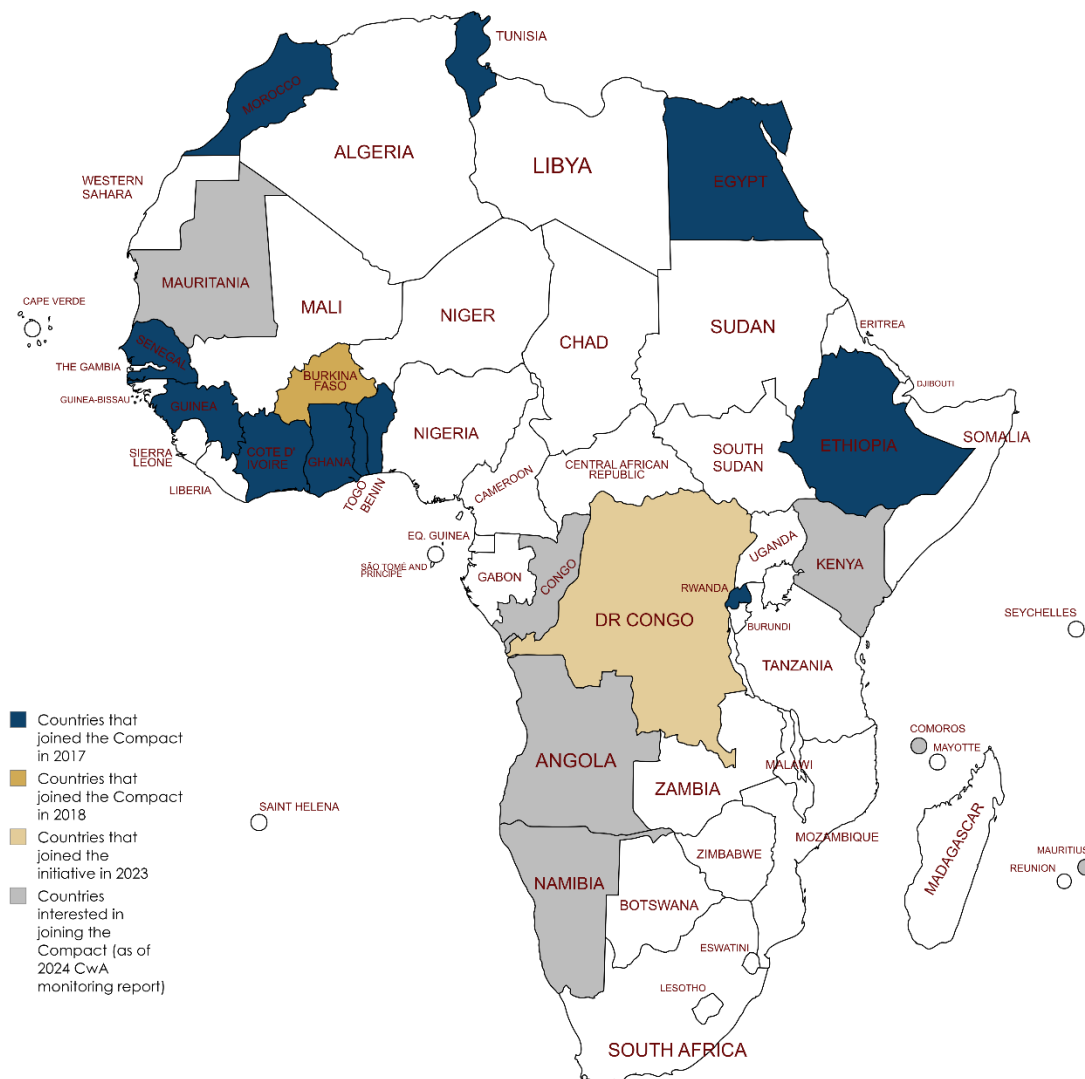 TUNISIA
MOROCCO
ALGERIA
LIBYA
EGYPT
WESTERN
SAHARA
MAURITANIA
CAPE VERDE
MALI
NIGER
CHAD
SUDAN
ERITREA
SENEGAL
THE GAMBIA
BURKINA
FASO
DJIBOUTI
GUINEA-BISSAU
GUINEA
NIGERIA
SOMALIA
COTE D'
IVOIRE
GHANA
ETHIOPIA
SIERRA
LEONE
SOUTH
SUDAN
CENTRAL AFRICAN
REPUBLIC
LIBERIA
TOGO
BENIN
CAMEROON
EQ. GUINEA
UGANDA
KENYA
SÃO TOMÉ AND
PRINCIPE
GABON
CONGO
RWANDA
SEYCHELLES
DR CONGO
BURUNDI
TANZANIA
Countries that
joined the Compact
in 2017
Countries that
joined the Compact
in 2018
Countries that
joined the
initiative in 2023
Countries
interested in
joining the
Compact (as of
2024 CwA
monitoring report)
COMOROS
MAYOTTE
ANGOLA
MALAWI
ZAMBIA
SAINT HELENA
MOZAMBIQUE
MADAGASCAR
MAURITIUS
REUNION
ZIMBABWE
NAMIBIA
BOTSWANA
ESWATINI
LESOTHO
SOUTH AFRICA